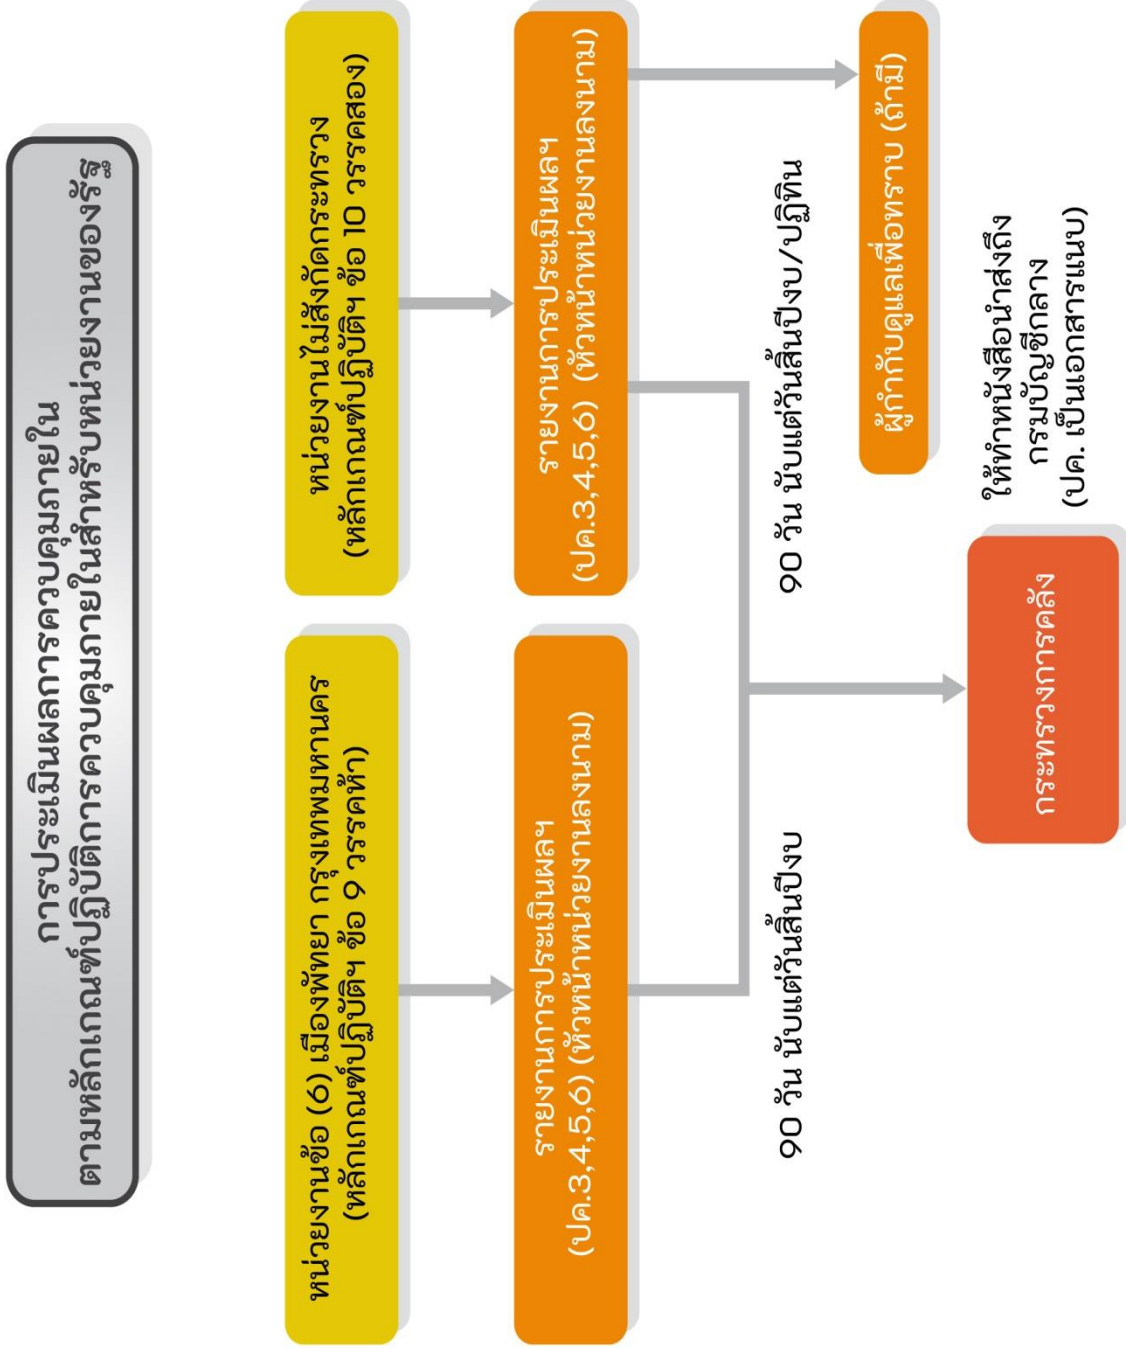 การประเมินผลการควบคุมภายใน
ตามหลักเกณฑ์ปฏิบัติการควบคุมภายในสำหรับหน่วยงานของรัฐ
หน่วยงานข้อ (6) เมืองพัทยา กรุงเทพมหานคร
(หลักเกณฑ์ปฏิบัติฯ ข้อ 9 วรรคห้า)
หน่วยงานไม่สังกัดกระทรวง
(หลักเกณฑ์ปฏิบัติฯ ข้อ 10 วรรคสอง)
รายงานการประเมินผลฯ
(ปค.3,4,5,6) (หัวหน้าหน่วยงานลงนาม)
รายงานการประเมินผลฯ
(ปค.3,4,5,6) (หัวหน้าหน่วยงานลงนาม)
90 วัน นับแต่วันสิ้นปีงบ
90 วัน นับแต่วันสิ้นปีงบ/ปฏิทิน
ผู้กำกับดูแลเพื่อทราบ (ถ้ามี)
กระทรวงการคลัง
ให้ทำหนังสือนำส่งถึง
กรมบัญชีกลาง
(ปค. เป็นเอกสารแนบ)